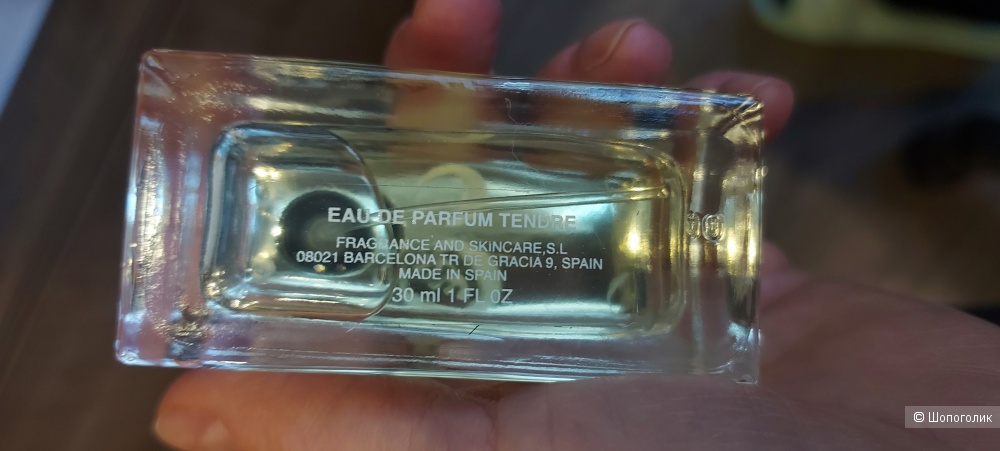 EAU DE PARFUM TENDRE
FRAGRANCE AND SKINCARE,S.L
08021 BARCELONA TR DE GRACIA 9, SPAIN
MADE IN SPAIN
30 ml 1 FL 0Z
© Шопоголик